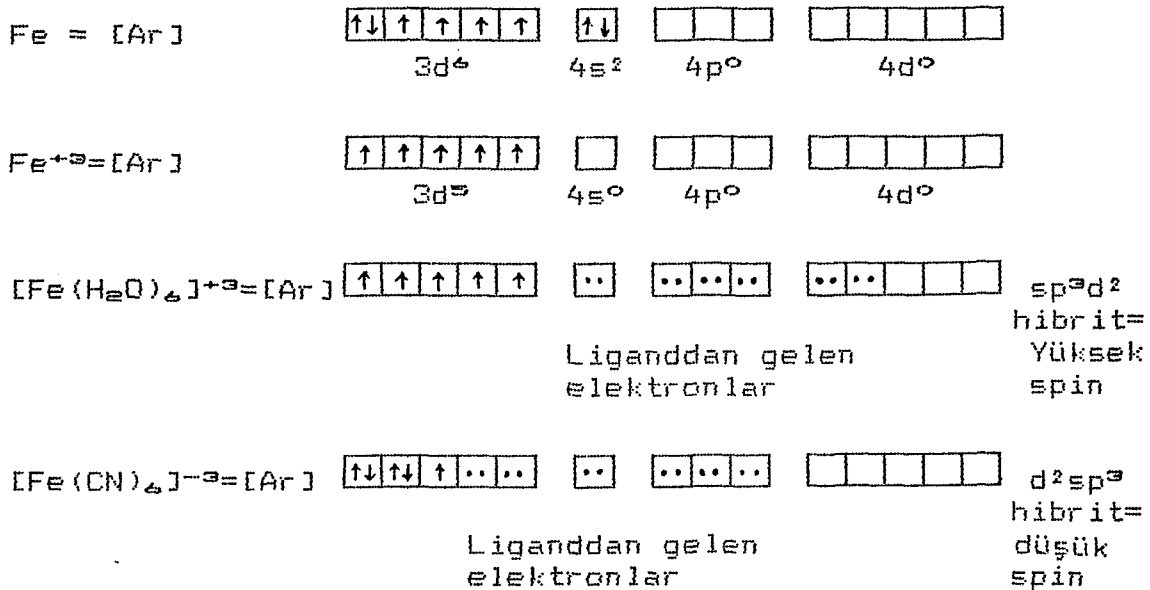 Fe = [Ar] ↑↓ ↑ ↑ ↑ ↑ ↑↓
3d⁶ 4s² 4p⁰ 4d⁰
Fe⁺³=[Ar] ↑ ↑ ↑ ↑ ↑
3d⁵ 4s⁰ 4p⁰ 4d⁰
[Fe(H₂O)₆]⁺³=[Ar] ↑ ↑ ↑ ↑ ↑ •• •• •• •• •• •• sp³d²
hibrit=
Liganddan gelen Yüksek
elektronlar spin
[Fe(CN)₆]⁻³=[Ar] ↑↓ ↑↓ ↑ •• •• •• •• •• •• d²sp³
hibrit=
Liganddan gelen düşük
elektronlar spin